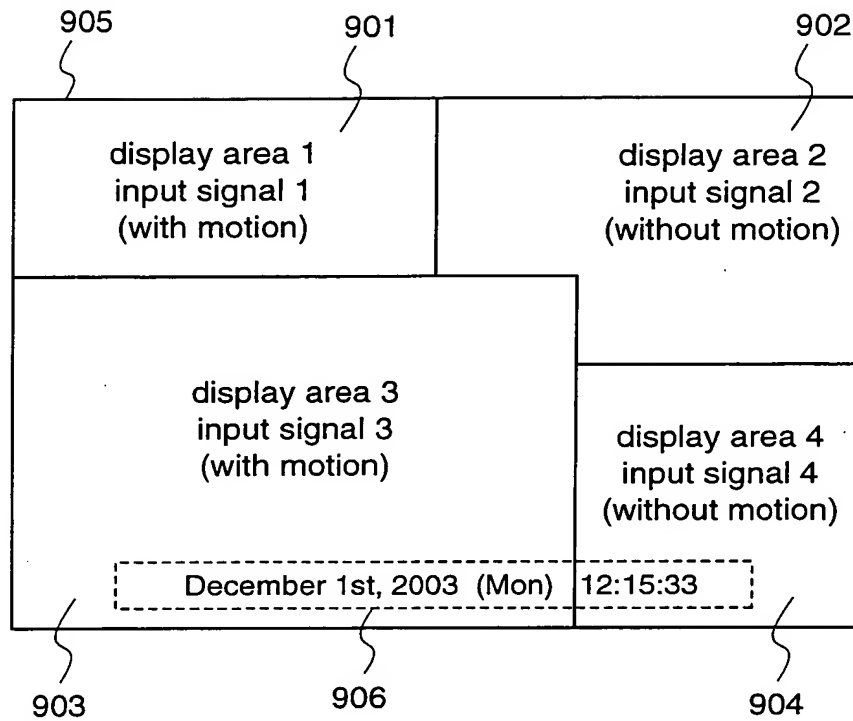 905
901
902
display area 1
input signal 1
(with motion)
display area 2
input signal 2
(without motion)
display area 3
input signal 3
(with motion)
display area 4
input signal 4
(without motion)
December 1st, 2003 (Mon) 12:15:33
903
906
904